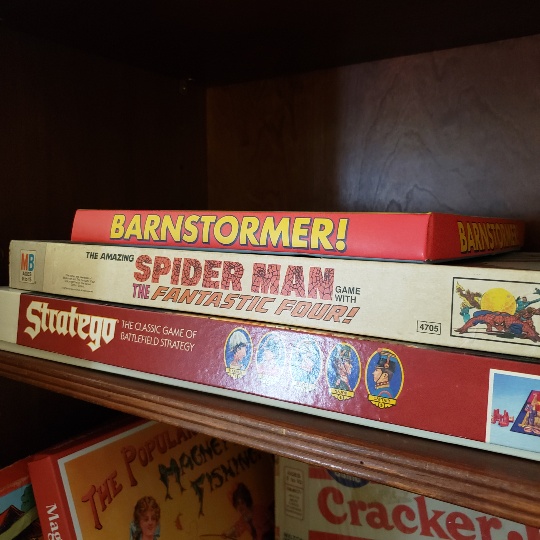 BARNSTORMER!
BARNSTORMER!
MB
THE AMAZING SPIDER MAN GAME WITH
THE FANTASTIC FOUR!
4705
Stratego THE CLASSIC GAME OF
BATTLEFIELD STRATEGY
THE POPULAR
MAGNETIC
FISHING
Mag
Cracker